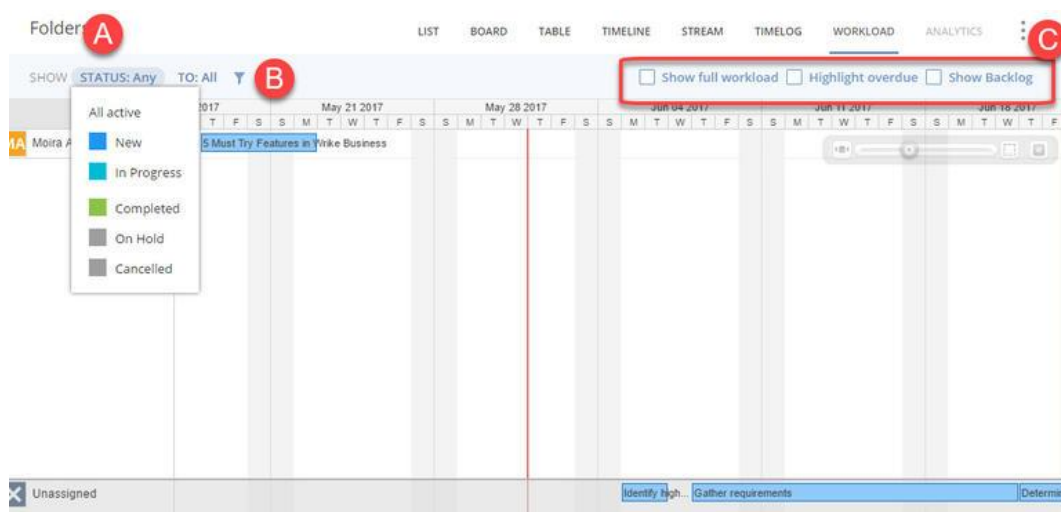 Folders
A
LIST BOARD TABLE TIMELINE STREAM TIMELOG WORKLOAD ANALYTICS
C
SHOW STATUS: Any TO: All
B
Show full workload Highlight overdue Show Backlog
2017 May 21 2017 May 28 2017 Jun 04 2017 Jun 11 2017 Jun 18 2017
T F S S M T W T F S S M T W T F S S M T W T F S S M T W T F S S M T W T F
All active
New
In Progress
Completed
On Hold
Cancelled
MA Moira A
5 Must Try Features in Wrike Business
Unassigned
Identify high... Gather requirements Determi